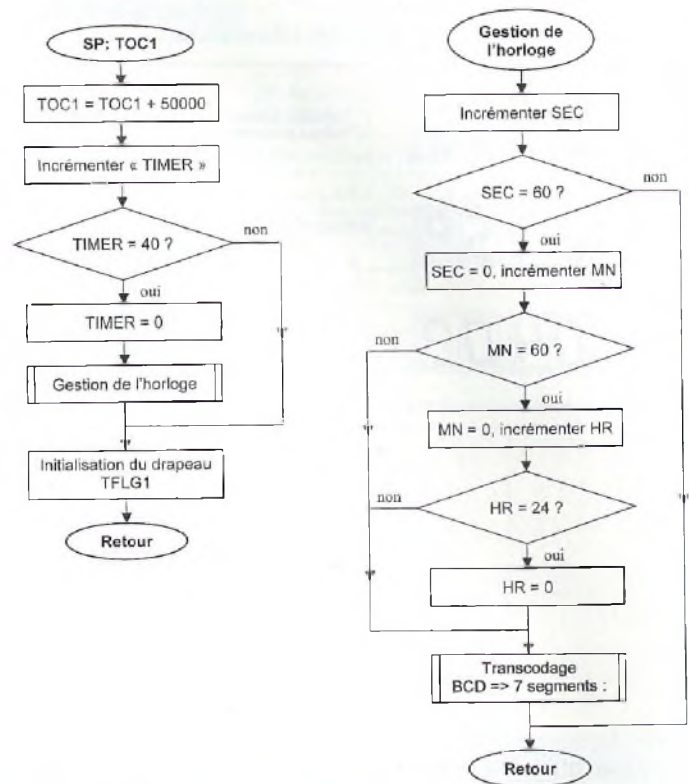 SP: TOC1
TOC1 = TOC1 + 50000
Incrémenter « TIMER »
TIMER = 40 ?
non
oui
TIMER = 0
Gestion de l'horloge
Initialisation du drapeau
TFLG1
Retour
Gestion de
l'horloge
Incrémenter SEC
SEC = 60 ?
non
oui
SEC = 0, incrémenter MN
non
MN = 60 ?
oui
MN = 0, incrémenter HR
non
HR = 24 ?
oui
HR = 0
Transcodage
BCD => 7 segments :
Retour